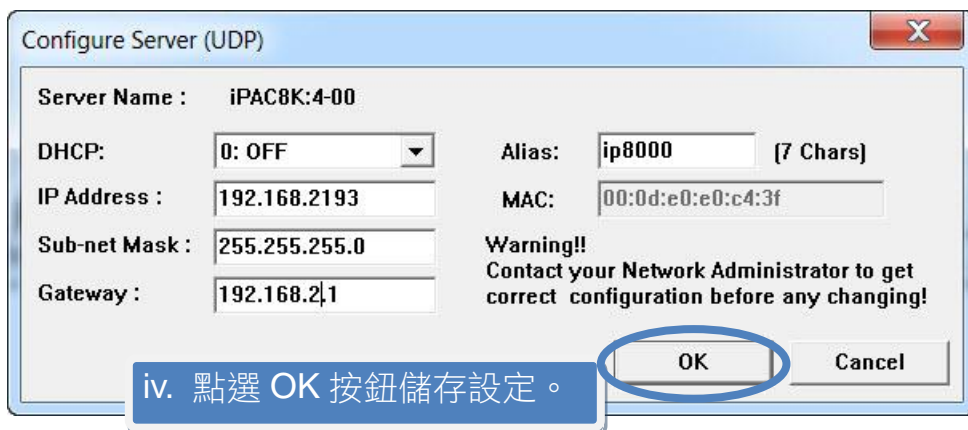 Configure Server (UDP)
X
Server Name : iPAC8K:4-00
DHCP: 0: OFF Alias: ip8000 (7 Chars)
IP Address : 192.168.2193 MAC: 00:0d:e0:e0:c4:3f
Sub-net Mask : 255.255.255.0 Warning!!
Contact your Network Administrator to get
Gateway : 192.168.2.1 correct configuration before any changing!
OK Cancel
iv. 點選 OK 按鈕儲存設定。